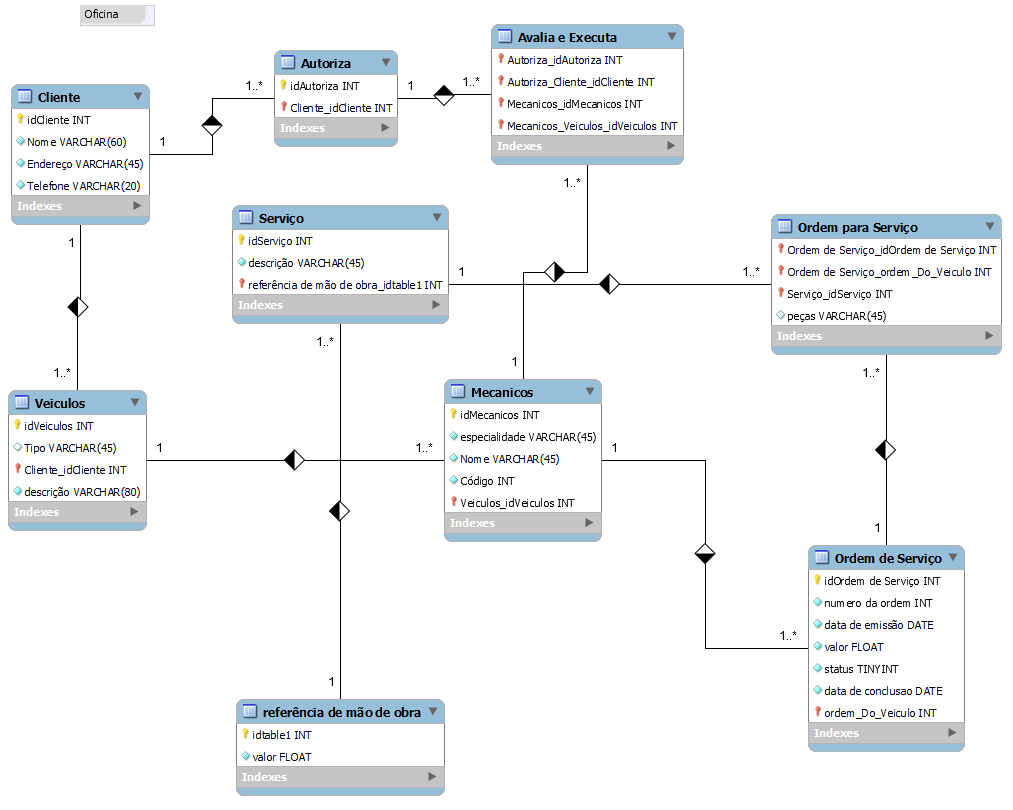 Oficina
Cliente
idCliente INT
Nome VARCHAR(60)
Endereço VARCHAR(45)
Telefone VARCHAR(20)
Indexes
Autoriza
idAutoriza INT
Cliente_idCliente INT
Indexes
Avalia e Executa
Autoriza_idAutoriza INT
Autoriza_Cliente_idCliente INT
Mecanicos_idMecanicos INT
Mecanicos_Veiculos_idVeiculos INT
Indexes
1
1..*
1
1..*
1
1..*
1..*
1
Serviço
idServiço INT
descrição VARCHAR(45)
referência de mão de obra_idtable1 INT
Indexes
1
1..*
Ordem para Serviço
Ordem de Serviço_idOrdem de Serviço INT
Ordem de Serviço_ordem_Do_Veiculo INT
Serviço_idServiço INT
peças VARCHAR(45)
Indexes
1..*
1
Veiculos
idVeiculos INT
Tipo VARCHAR(45)
Cliente_idCliente INT
descrição VARCHAR(80)
Indexes
1
1..*
Mecanicos
idMecanicos INT
especialidade VARCHAR(45)
Nome VARCHAR(45)
Código INT
Veiculos_idVeiculos INT
Indexes
1
1..*
Ordem de Serviço
idOrdem de Serviço INT
numero da ordem INT
data de emissão DATE
valor FLOAT
status TINYINT
data de conclusao DATE
ordem_Do_Veiculo INT
Indexes
1..*
1
referência de mão de obra
idtable1 INT
valor FLOAT
Indexes